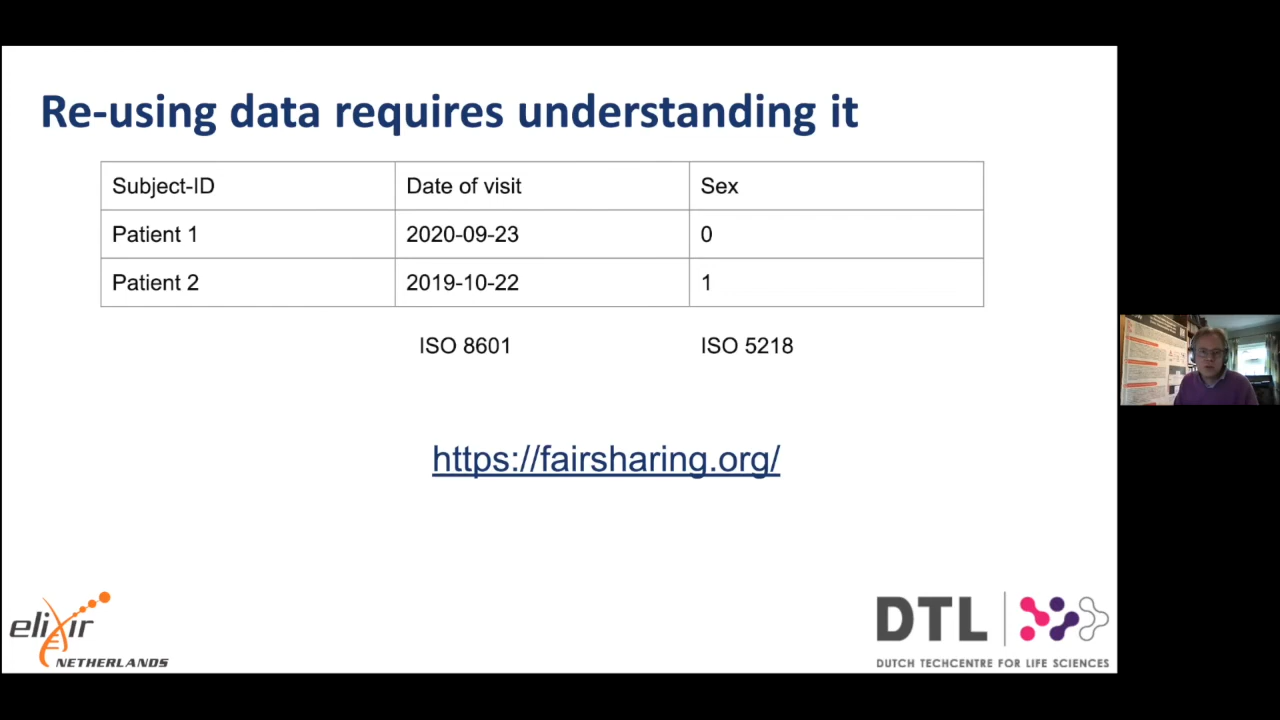 Re-using data requires understanding it
Subject-ID Date of visit Sex
Patient 1 2020-09-23 0
Patient 2 2019-10-22 1
ISO 8601 ISO 5218
https://fairsharing.org/
elixir
NETHERLANDS
DTL
DUTCH TECHCENTRE FOR LIFE SCIENCES